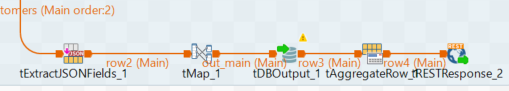 tomers (Main order:2)
row2 (Main)
out_main (Main)
row3 (Main)
row4 (Main)
tExtractJSONFields_1
tMap_1
tDBOutput_1
tAggregateRow_1
tRESTResponse_2